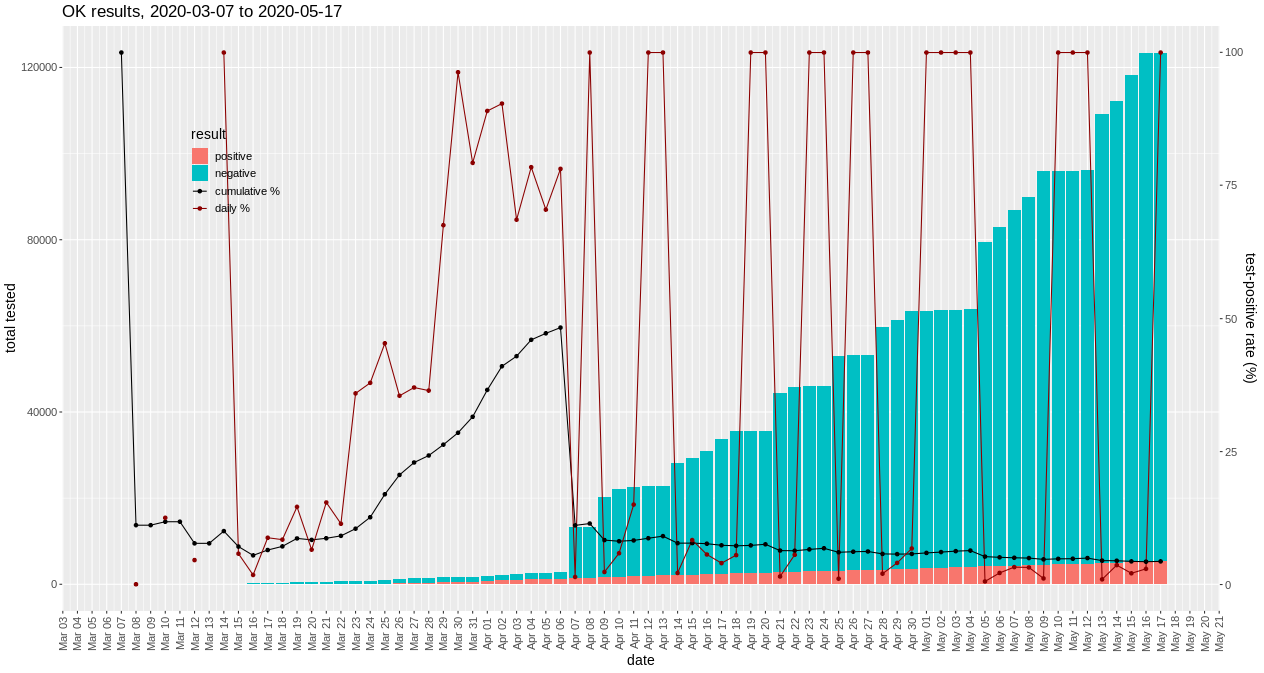 OK results, 2020-03-07 to 2020-05-17
120000
80000
40000
0
total tested
result
positive
negative
cumulative %
daily %
100
75
50
25
0
test-positive rate (%)
Mar 03
Mar 04
Mar 05
Mar 06
Mar 07
Mar 08
Mar 09
Mar 10
Mar 11
Mar 12
Mar 13
Mar 14
Mar 15
Mar 16
Mar 17
Mar 18
Mar 19
Mar 20
Mar 21
Mar 22
Mar 23
Mar 24
Mar 25
Mar 26
Mar 27
Mar 28
Mar 29
Mar 30
Mar 31
Apr 01
Apr 02
Apr 03
Apr 04
Apr 05
Apr 06
Apr 07
Apr 08
Apr 09
Apr 10
Apr 11
Apr 12
Apr 13
Apr 14
Apr 15
Apr 16
Apr 17
Apr 18
Apr 19
Apr 20
Apr 21
Apr 22
Apr 23
Apr 24
Apr 25
Apr 26
Apr 27
Apr 28
Apr 29
Apr 30
May 01
May 02
May 03
May 04
May 05
May 06
May 07
May 08
May 09
May 10
May 11
May 12
May 13
May 14
May 15
May 16
May 17
May 18
May 19
May 20
May 21
date